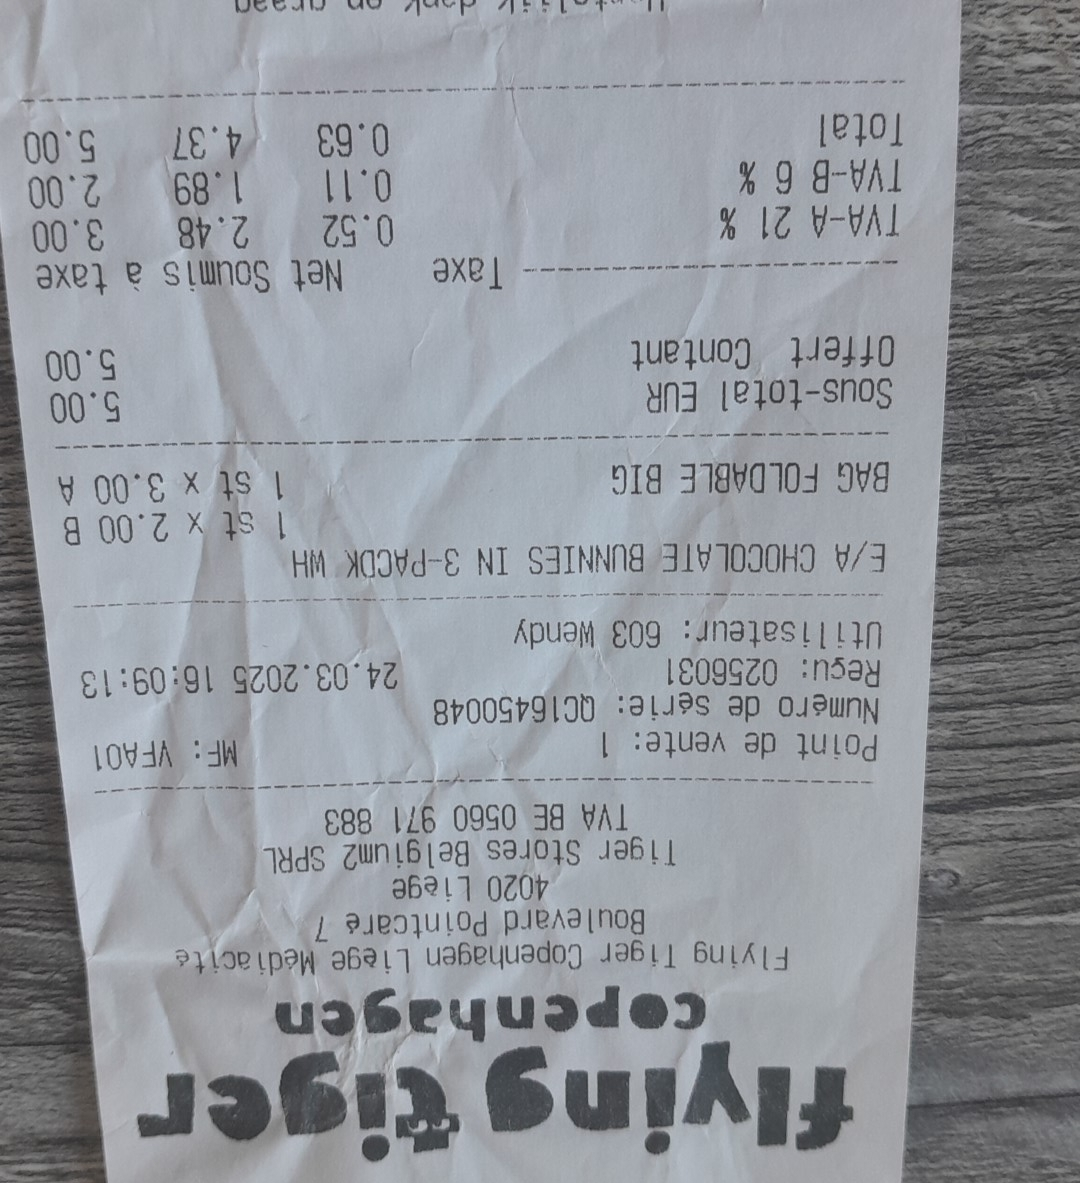 flying tiger
copenhagen
Flying Tiger Copenhagen Liège Médiacité
Boulevard Pointcaré 7
4020 Liège
Tiger Stores Belgium2 SPRL
TVA BE 0560 971 883
Point de vente: 1 MF: VFA01
Numéro de série: QC16450048
Reçu: 0256031 24.03.2025 16:09:13
Utilisateur: 603 Wendy
E/A CHOCOLATE BUNNIES IN 3-PACDK WH
1 st x 2.00 B
BAG FOLDABLE BIG 1 st x 3.00 A
Sous-total EUR 5.00
Offert Contant 5.00
Taxe Net Soumis à taxe
TVA-A 21 % 0.52 2.48 3.00
TVA-B 6 % 0.11 1.89 2.00
Total 0.63 4.37 5.00